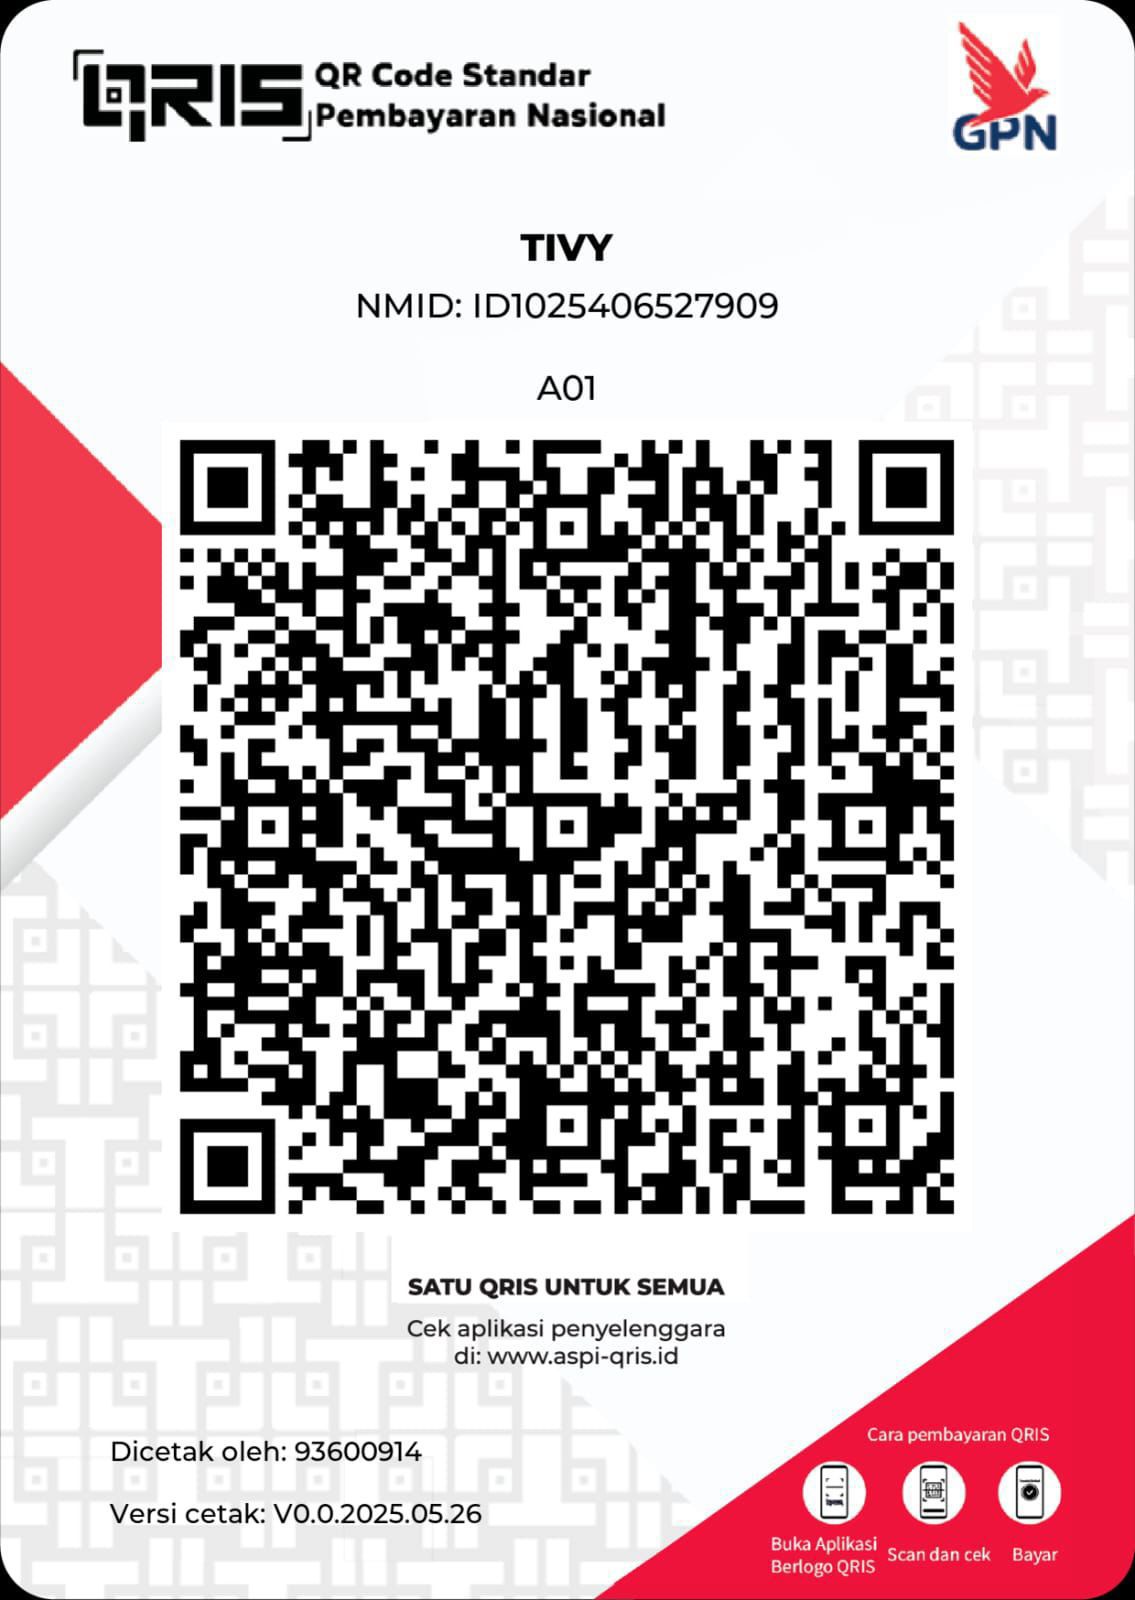 QRIS
QR Code Standar
Pembayaran Nasional
GPN
TIVY
NMID: ID1025406527909
A01
SATU QRIS UNTUK SEMUA
Cek aplikasi penyelenggara
di: www.aspi-qris.id
Dicetak oleh: 93600914
Versi cetak: V0.0.2025.05.26
Cara pembayaran QRIS
Buka Aplikasi
Berlogo QRIS
Scan dan cek
Bayar